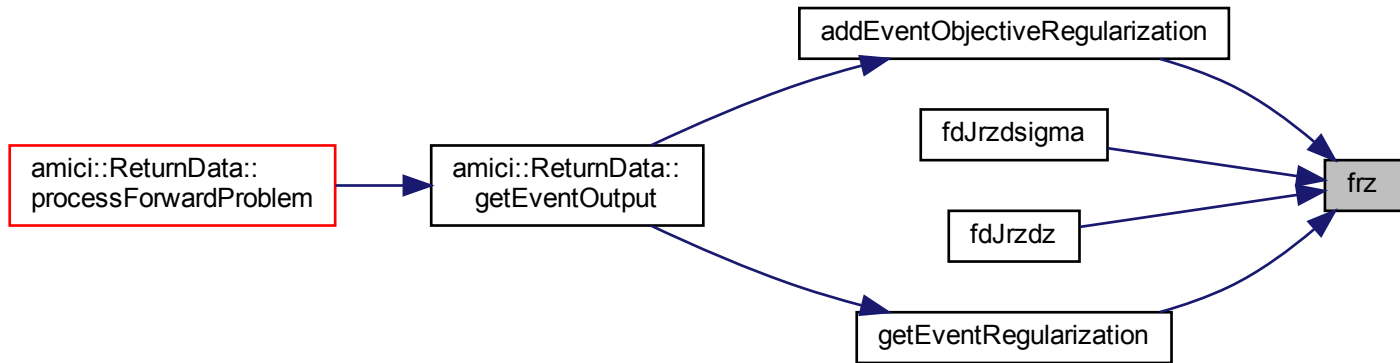 addEventObjectiveRegularization
fdJrzdsigma
amici::ReturnData::
processForwardProblem
amici::ReturnData::
getEventOutput
frz
fdJrzdz
getEventRegularization